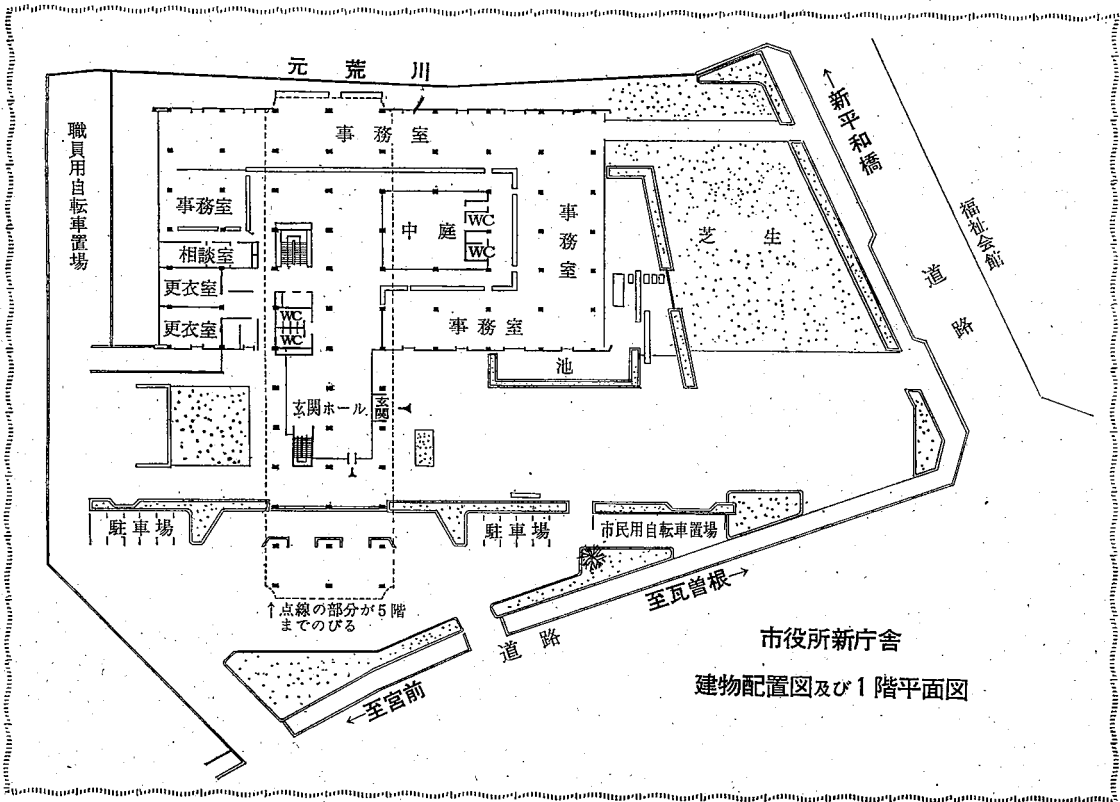 元荒川
↑新平和橋
福祉会館
道路
職員用自転車置場
事務室
事務室
相談室
更衣室
更衣室
中庭
WC
WC
事務室
事務室
芝生
WC
WC
池
玄関ホール
玄関
駐車場
駐車場
市民用自転車置場
↑点線の部分が5階
までのびる
至瓦曽根→
道路
←至宮前
市役所新庁舎
建物配置図及び1階平面図